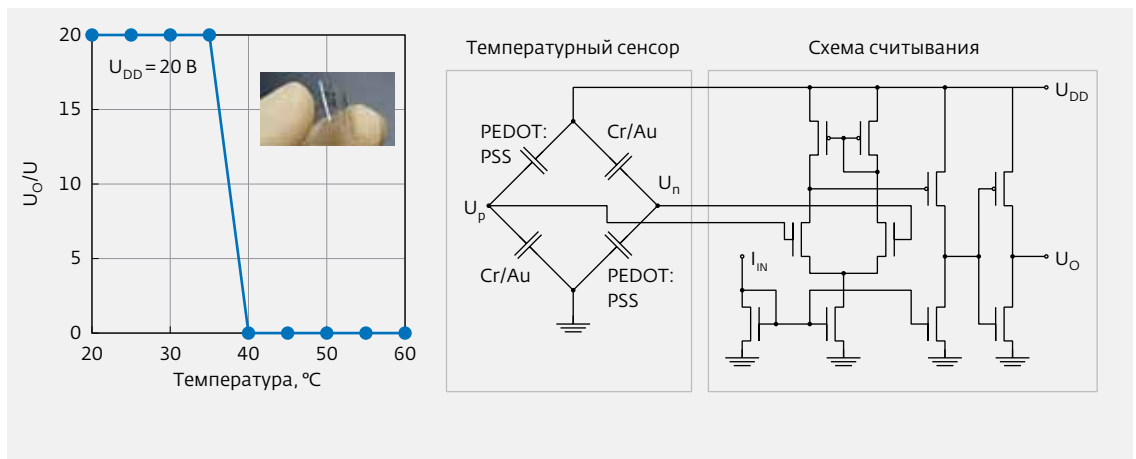 20
15
10
5
0
U_O/U
U_DD = 20 В
20 30 40 50 60
Температура, °C
Температурный сенсор
PEDOT:
PSS
Cr/Au
U_p
U_n
Cr/Au
PEDOT:
PSS
Схема считывания
U_DD
I_IN
U_O